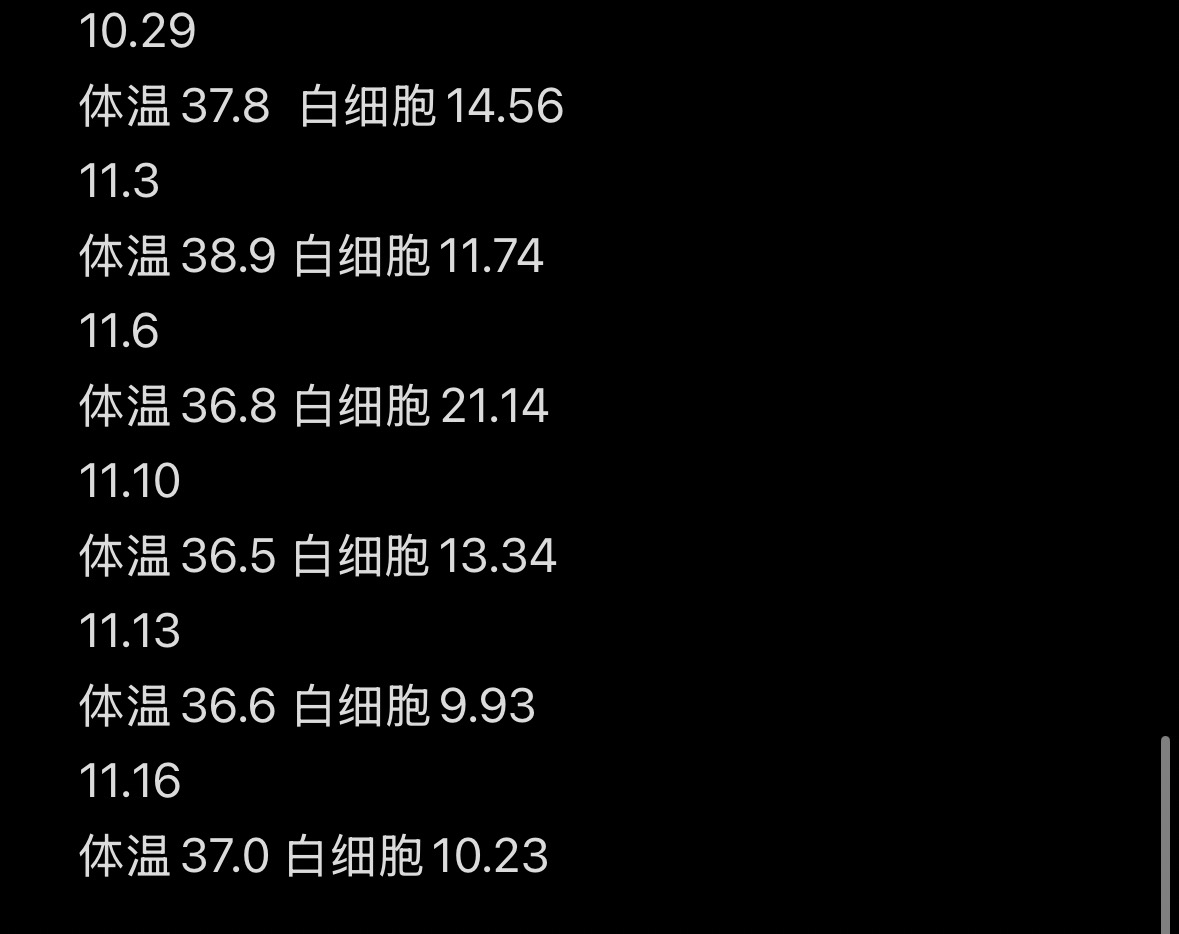 10.29
体温 37.8 白细胞 14.56
11.3
体温 38.9 白细胞 11.74
11.6
体温 36.8 白细胞 21.14
11.10
体温 36.5 白细胞 13.34
11.13
体温 36.6 白细胞 9.93
11.16
体温 37.0 白细胞 10.23